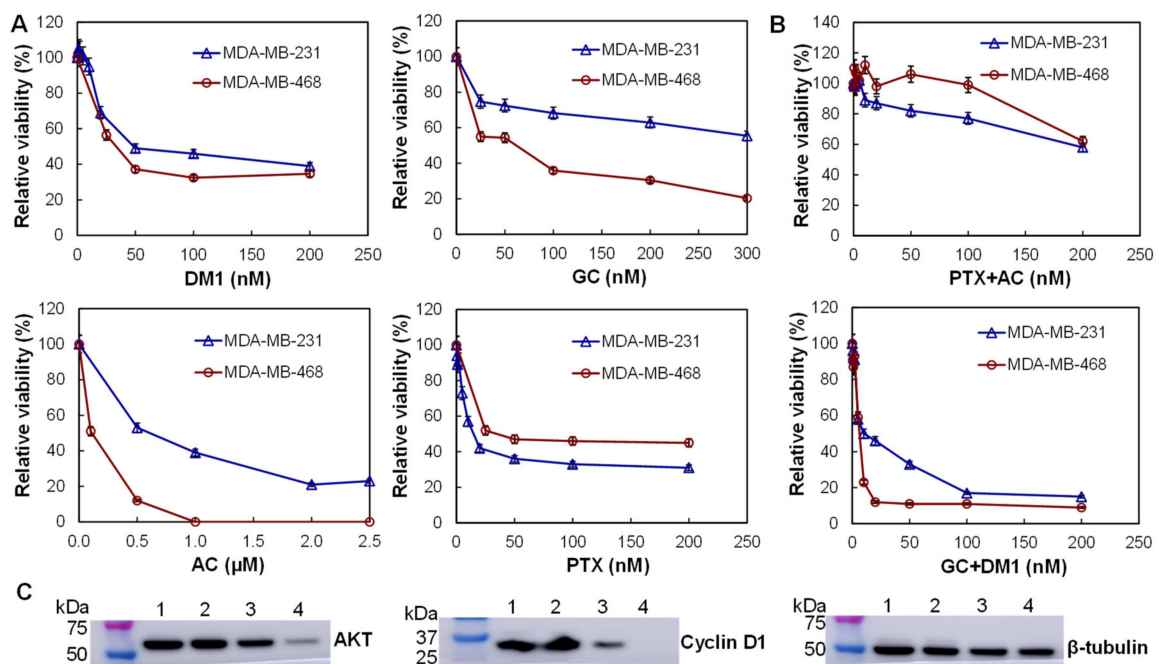 A
Relative viability (%)
120
100
80
60
40
20
0
MDA-MB-231
MDA-MB-468
0 50 100 150 200 250
DM1 (nM)
Relative viability (%)
120
100
80
60
40
20
0
MDA-MB-231
MDA-MB-468
0 50 100 150 200 250 300
GC (nM)
B
Relative viability (%)
140
120
100
80
60
40
20
0
MDA-MB-231
MDA-MB-468
0 50 100 150 200 250
PTX+AC (nM)
Relative viability (%)
120
100
80
60
40
20
0
MDA-MB-231
MDA-MB-468
0.0 0.5 1.0 1.5 2.0 2.5
AC (μM)
Relative viability (%)
120
100
80
60
40
20
0
MDA-MB-231
MDA-MB-468
0 50 100 150 200 250
PTX (nM)
Relative viability (%)
120
100
80
60
40
20
0
MDA-MB-231
MDA-MB-468
0 50 100 150 200 250
GC+DM1 (nM)
C
kDa 1 2 3 4
75
50
AKT
kDa 1 2 3 4
37
25
Cyclin D1
kDa 1 2 3 4
75
50
β-tubulin